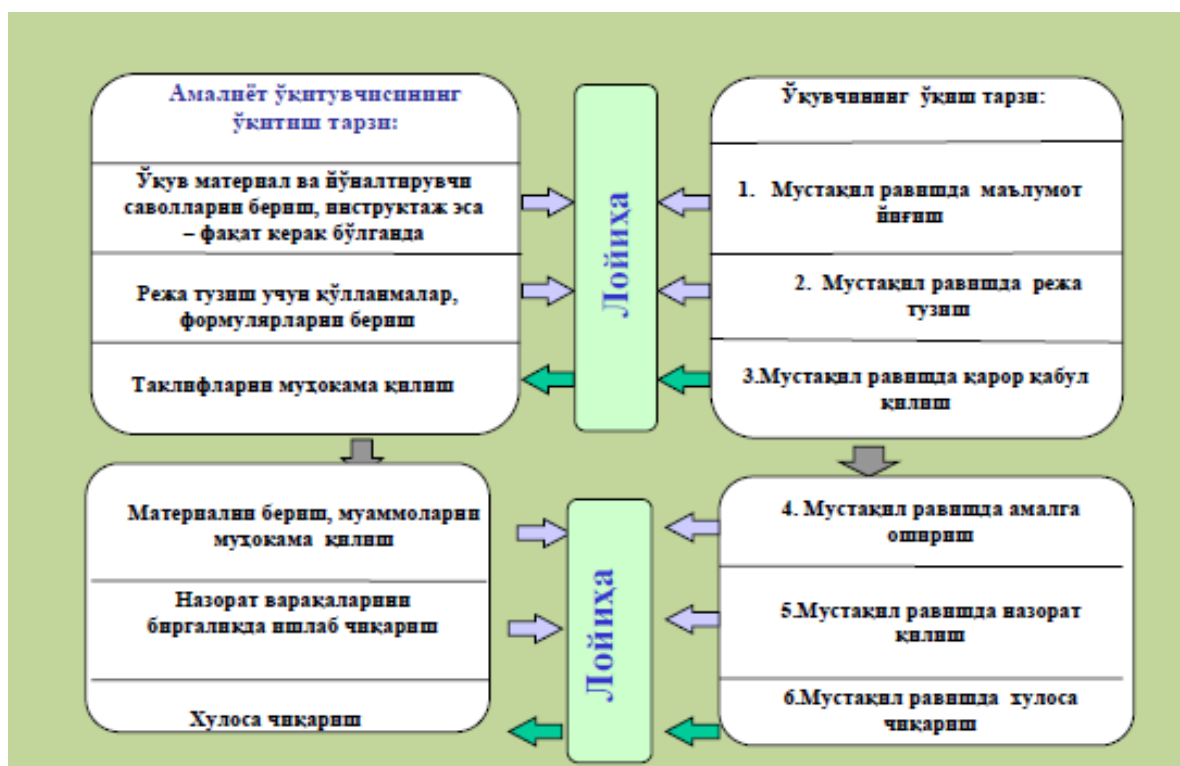 Амалиёт ўқитувчисининг
ўқитиш тарзи:
Ўқув материал ва йўналтирувчи
саволларни бериш, инструктаж эса
– фақат керак бўлганда
Режа тузиш учун қўлланмалар,
формулярларни бериш
Таклифларни муҳокама қилиш
Лойиҳа
Ўқувчининг ўқиш тарзи:
1. Мустақил равишда маълумот
йиғиш
2. Мустақил равишда режа
тузиш
3.Мустақил равишда қарор қабул
қилиш
Материални бериш, муаммоларни
муҳокама қилиш
Назорат варақаларини
биргаликда ишлаб чиқариш
Хулоса чиқариш
Лойиҳа
4. Мустақил равишда амалга
ошириш
5.Мустақил равишда назорат
қилиш
6.Мустақил равишда хулоса
чиқариш